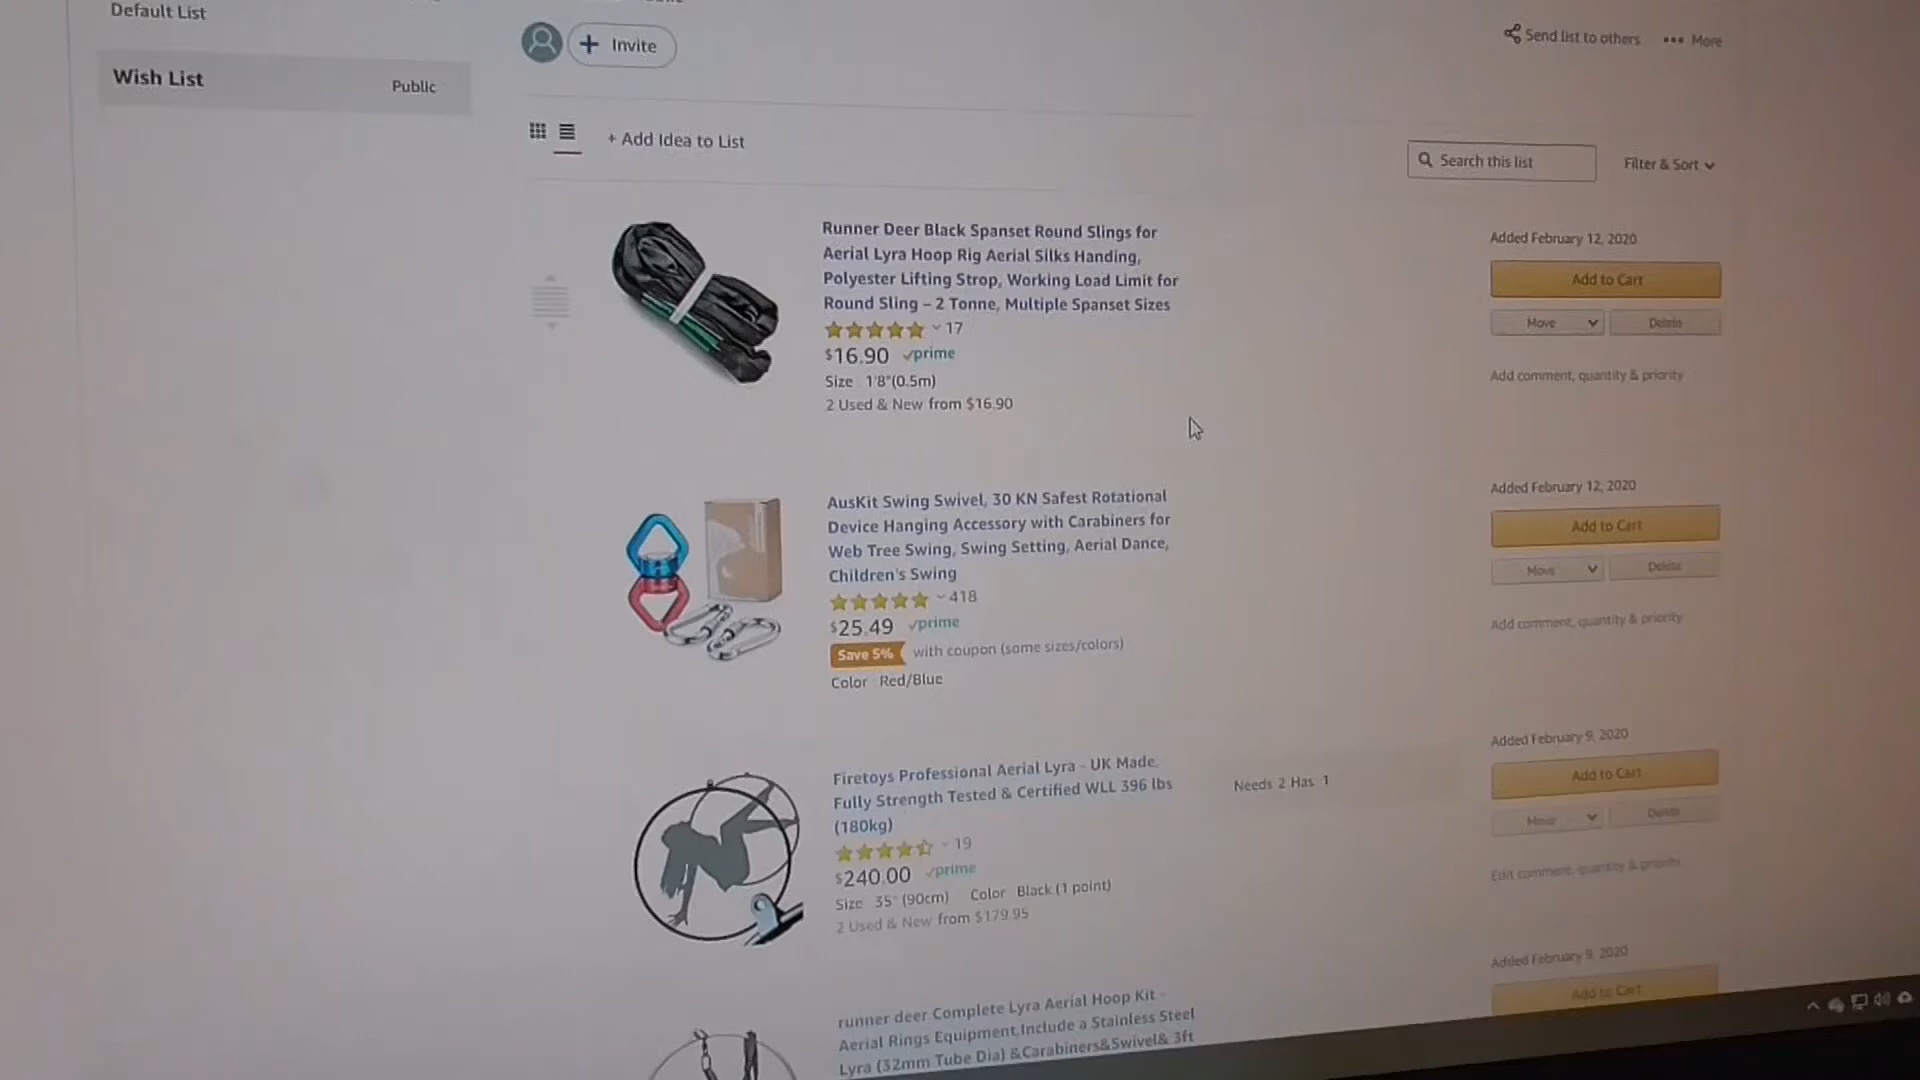 Default List
Wish List
Public
Invite
Send list to others
More
+ Add Idea to List
Search this list
Filter & Sort
Runner Deer Black Spanset Round Slings for
Aerial Lyra Hoop Rig Aerial Silks Handing,
Polyester Lifting Strop, Working Load Limit for
Round Sling – 2 Tonne, Multiple Spanset Sizes
17
$16.90 prime
Size 1'8"(0.5m)
2 Used & New from $16.90
Added February 12, 2020
Add to Cart
Move
Delete
Add comment, quantity & priority
AusKit Swing Swivel, 30 KN Safest Rotational
Device Hanging Accessory with Carabiners for
Web Tree Swing, Swing Setting, Aerial Dance,
Children's Swing
418
$25.49 prime
Save 5% with coupon (some sizes/colors)
Color Red/Blue
Added February 12, 2020
Add to Cart
Move
Delete
Add comment, quantity & priority
Firetoys Professional Aerial Lyra - UK Made,
Fully Strength Tested & Certified WLL 396 lbs
(180kg)
19
$240.00 prime
Size 35" (90cm) Color Black (1 point)
2 Used & New from $179.95
Needs 2 Has 1
Added February 9, 2020
Add to Cart
Move
Delete
Edit comment, quantity & priority
runner deer Complete Lyra Aerial Hoop Kit -
Aerial Rings Equipment,Include a Stainless Steel
Lyra (32mm Tube Dia) &Carabiners&Swivel& 3ft
Added February 9, 2020
Add to Cart